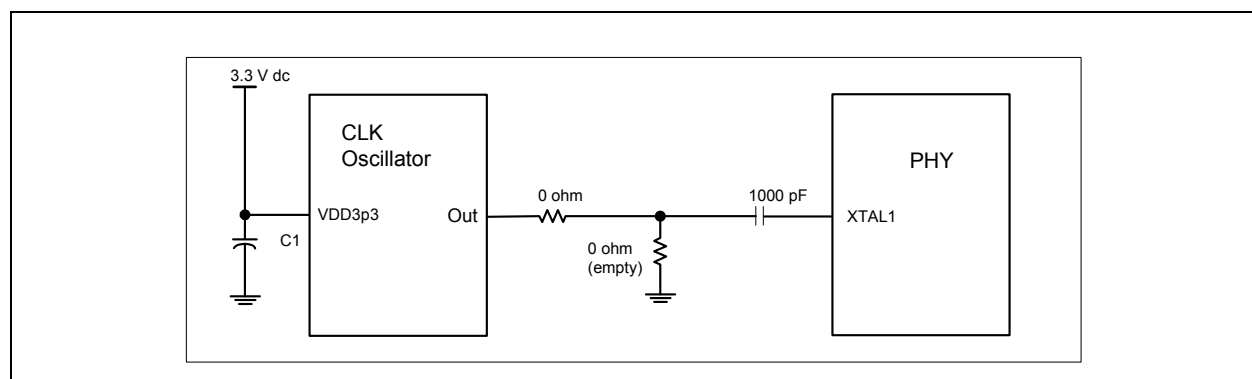 3.3 V dc
CLK
Oscillator
PHY
0 ohm
1000 pF
VDD3p3
Out
XTAL1
C1
0 ohm
(empty)